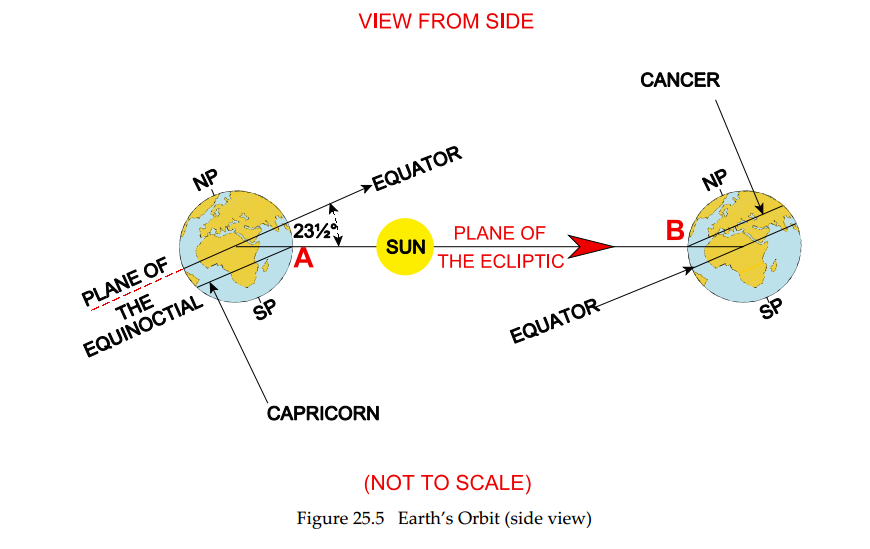 VIEW FROM SIDE
CANCER
NP
EQUATOR
NP
23½°
A
SUN
PLANE OF
THE ECLIPTIC
B
PLANE OF
THE
EQUINOCTIAL
SP
EQUATOR
SP
CAPRICORN
(NOT TO SCALE)
Figure 25.5 Earth's Orbit (side view)